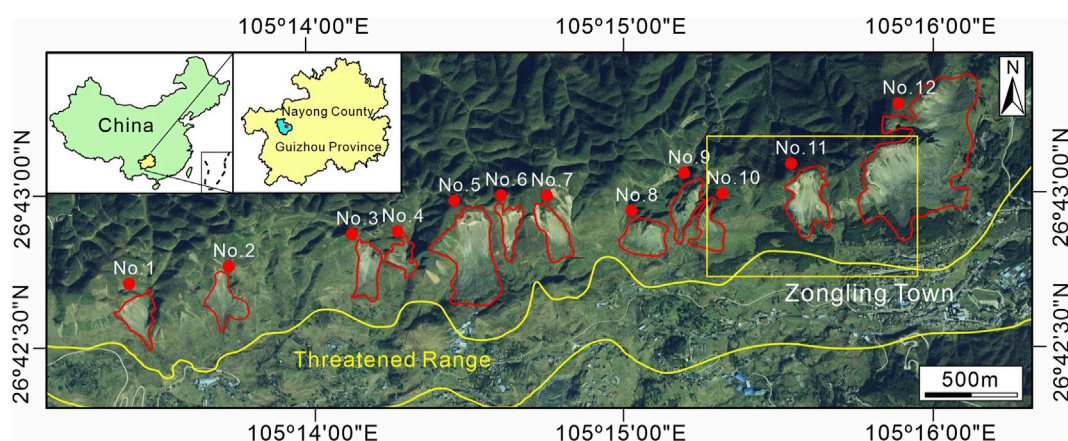 105°14'00"E
105°15'00"E
105°16'00"E
N
China
Nayong County
Guizhou Province
No.12
No.11
No.9
No.10
No.8
No.7
No.6
No.5
No.4
No.3
No.2
No.1
26°43'00"N
26°43'00"N
26°42'30"N
26°42'30"N
Zongling Town
Threatened Range
500m
105°14'00"E
105°15'00"E
105°16'00"E